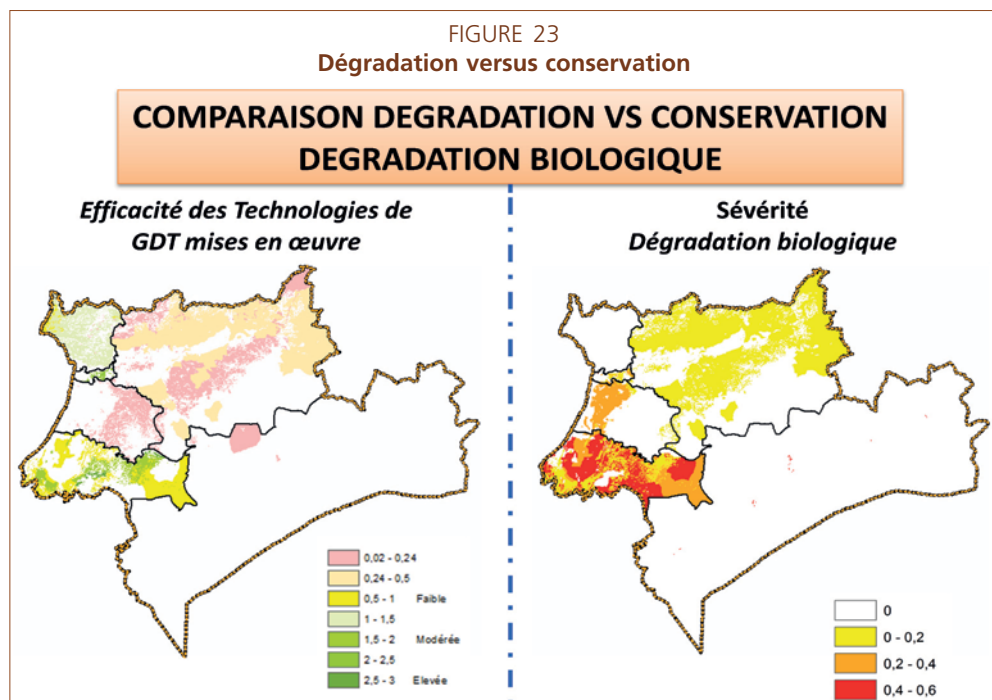 FIGURE 23
Dégradation versus conservation
COMPARAISON DEGRADATION VS CONSERVATION
DEGRADATION BIOLOGIQUE
Efficacité des Technologies de
GDT mises en œuvre
0,02 - 0,24
0,24 - 0,5
0,5 - 1 Faible
1 - 1,5
1,5 - 2 Modérée
2 - 2,5
2,5 - 3 Elevée
Sévérité
Dégradation biologique
0
0 - 0,2
0,2 - 0,4
0,4 - 0,6